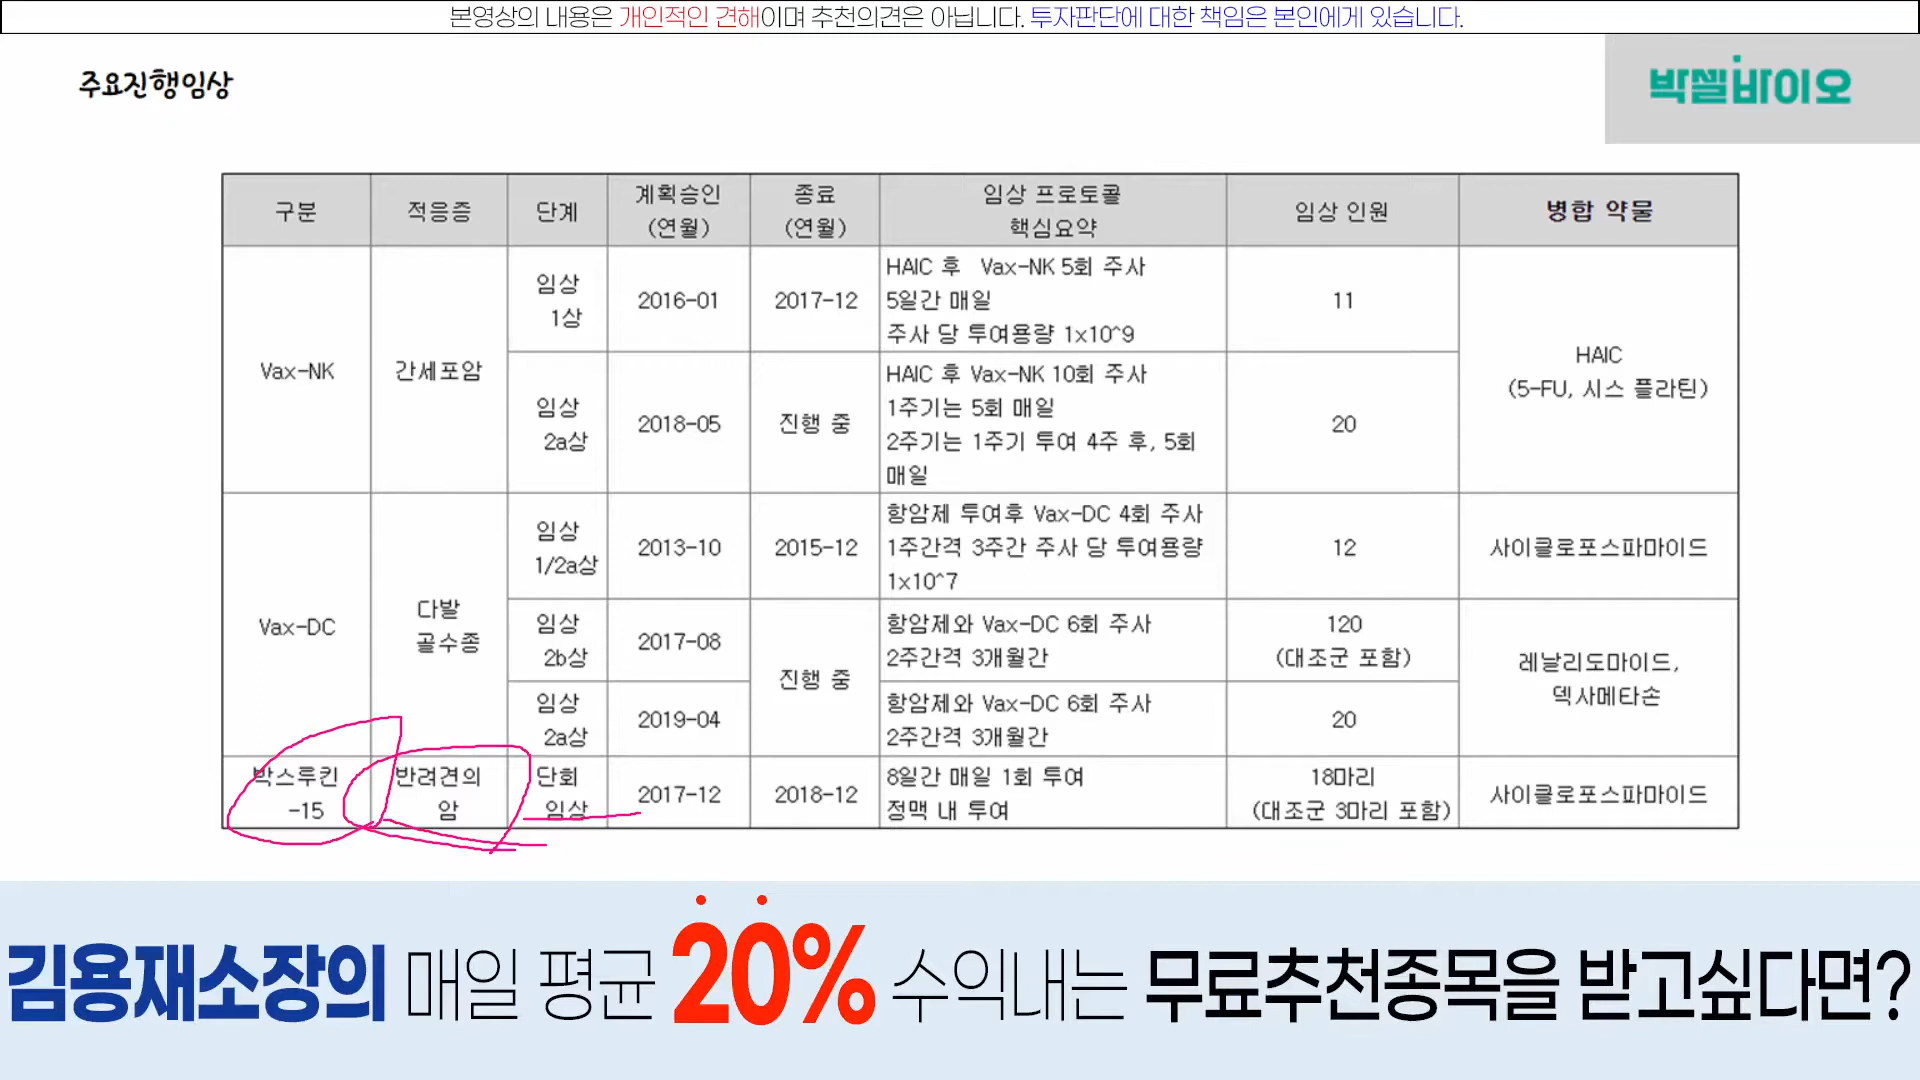 본영상의 내용은 개인적인 견해이며 추천의견은 아닙니다. 투자판단에 대한 책임은 본인에게 있습니다.
주요진행임상
박셀바이오
구분
적응증
단계
계획승인
(연월)
종료
(연월)
임상 프로토콜
핵심요약
임상 인원
병합 약물
Vax-NK
간세포암
임상
1상
2016-01
2017-12
HAIC 후 Vax-NK 5회 주사
5일간 매일
주사 당 투여용량 1x10^9
11
HAIC
(5-FU, 시스 플라틴)
임상
2a상
2018-05
진행 중
HAIC 후 Vax-NK 10회 주사
1주기는 5회 매일
2주기는 1주기 투여 4주 후, 5회
매일
20
Vax-DC
다발
골수종
임상
1/2a상
2013-10
2015-12
항암제 투여후 Vax-DC 4회 주사
1주간격 3주간 주사 당 투여용량
1x10^7
12
사이클로포스파마이드
임상
2b상
2017-08
진행 중
항암제와 Vax-DC 6회 주사
2주간격 3개월간
120
(대조군 포함)
레날리도마이드,
덱사메타손
임상
2a상
2019-04
항암제와 Vax-DC 6회 주사
2주간격 3개월간
20
박스루킨
-15
반려견의
암
단회
임상
2017-12
2018-12
8일간 매일 1회 투여
정맥 내 투여
18마리
(대조군 3마리 포함)
사이클로포스파마이드
김용재소장의 매일 평균 20% 수익내는 무료추천종목을 받고싶다면?